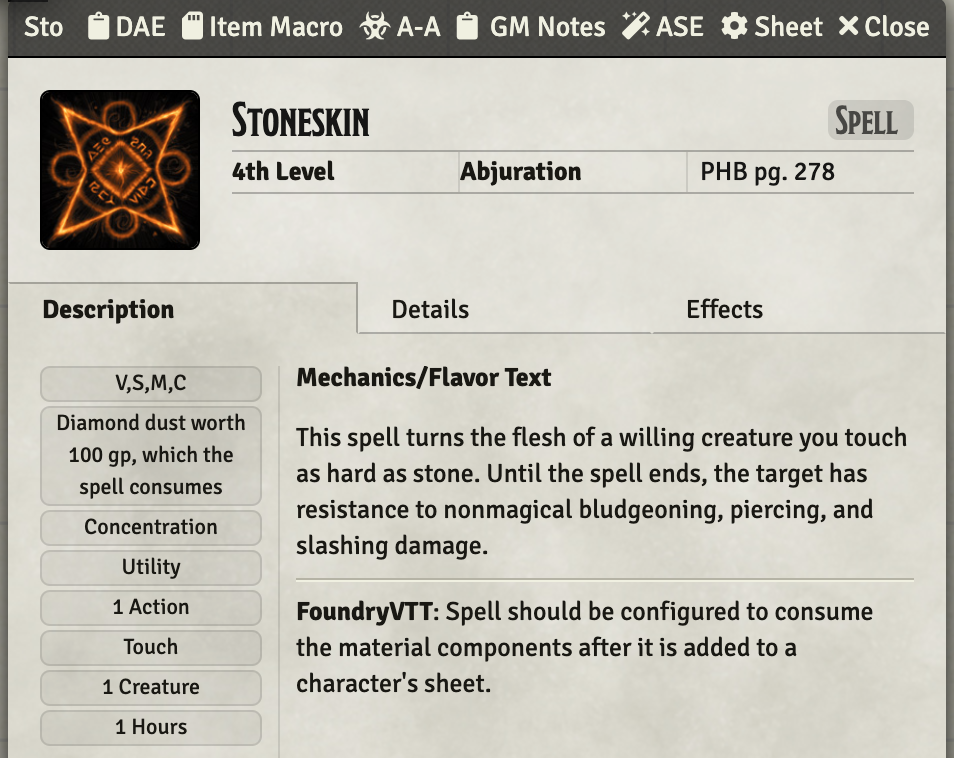 Sto DAE Item Macro A-A GM Notes ASE Sheet Close
Stoneskin
Spell
4th Level Abjuration PHB pg. 278
Description Details Effects
V,S,M,C
Diamond dust worth
100 gp, which the
spell consumes
Concentration
Utility
1 Action
Touch
1 Creature
1 Hours
Mechanics/Flavor Text
This spell turns the flesh of a willing creature you touch
as hard as stone. Until the spell ends, the target has
resistance to nonmagical bludgeoning, piercing, and
slashing damage.
FoundryVTT: Spell should be configured to consume
the material components after it is added to a
character's sheet.